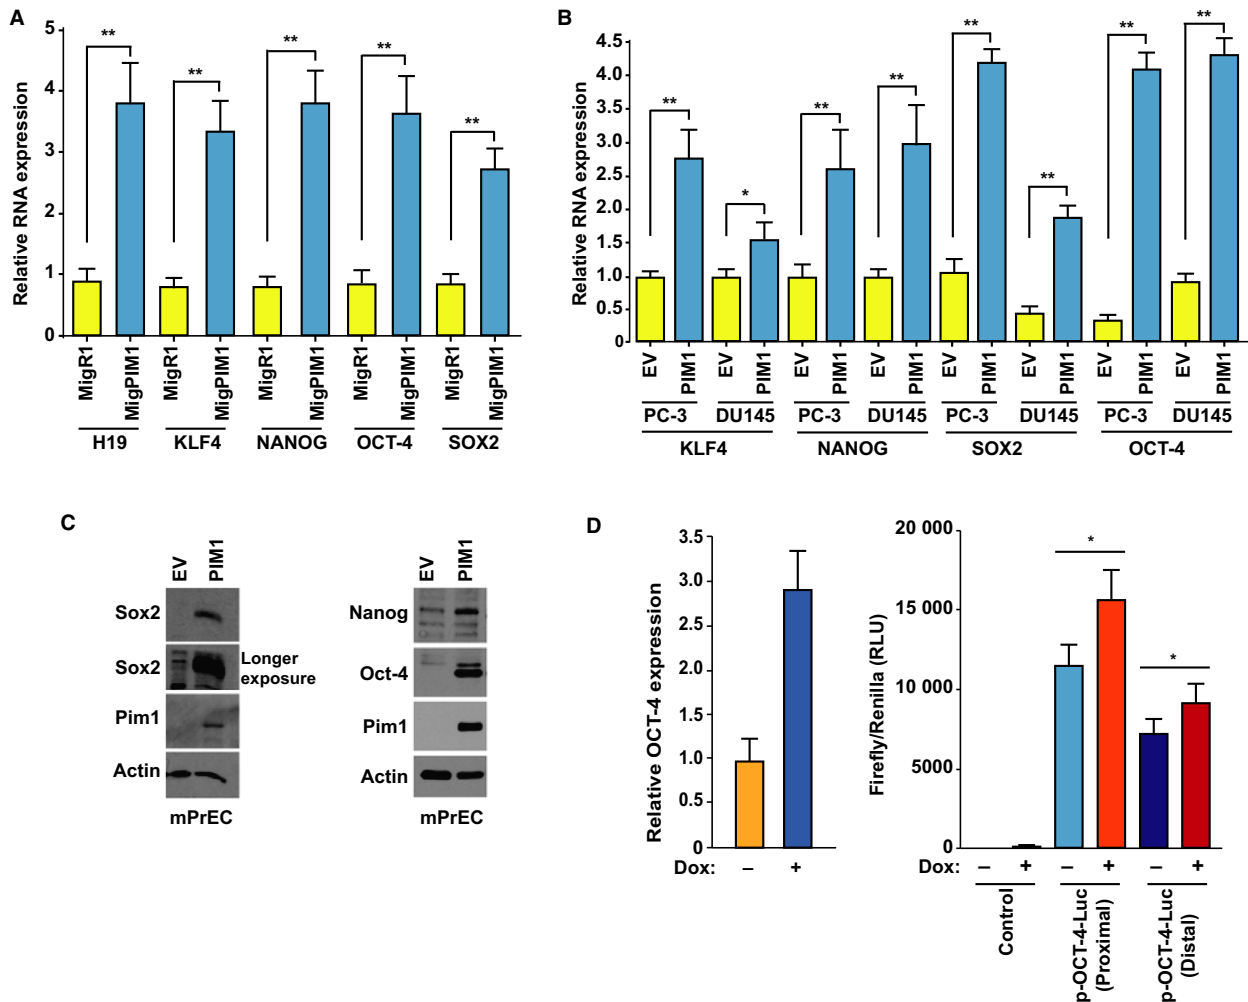 A
Relative RNA expression
5
4
3
2
1
0
**
**
**
**
**
MigR1
MigPIM1
MigR1
MigPIM1
MigR1
MigPIM1
MigR1
MigPIM1
MigR1
MigPIM1
H19 KLF4 NANOG OCT-4 SOX2
B
Relative RNA expression
4.5
4.0
3.5
3.0
2.5
2.0
1.5
1.0
0.5
0
**
*
**
**
**
**
**
**
EV
PIM1
EV
PIM1
EV
PIM1
EV
PIM1
EV
PIM1
EV
PIM1
EV
PIM1
EV
PIM1
PC-3 DU145 PC-3 DU145 PC-3 DU145 PC-3 DU145
KLF4 NANOG SOX2 OCT-4
C
EV
PIM1
Sox2
Sox2
Longer
exposure
Pim1
Actin
mPrEC
EV
PIM1
Nanog
Oct-4
Pim1
Actin
mPrEC
D
Relative OCT-4 expression
3.5
3.0
2.5
2.0
1.5
1.0
0.5
0
Dox: – +
Firefly/Renilla (RLU)
20 000
15 000
10 000
5000
0
*
*
Dox: – + – + – +
Control
p-OCT-4-Luc
(Proximal)
p-OCT-4-Luc
(Distal)